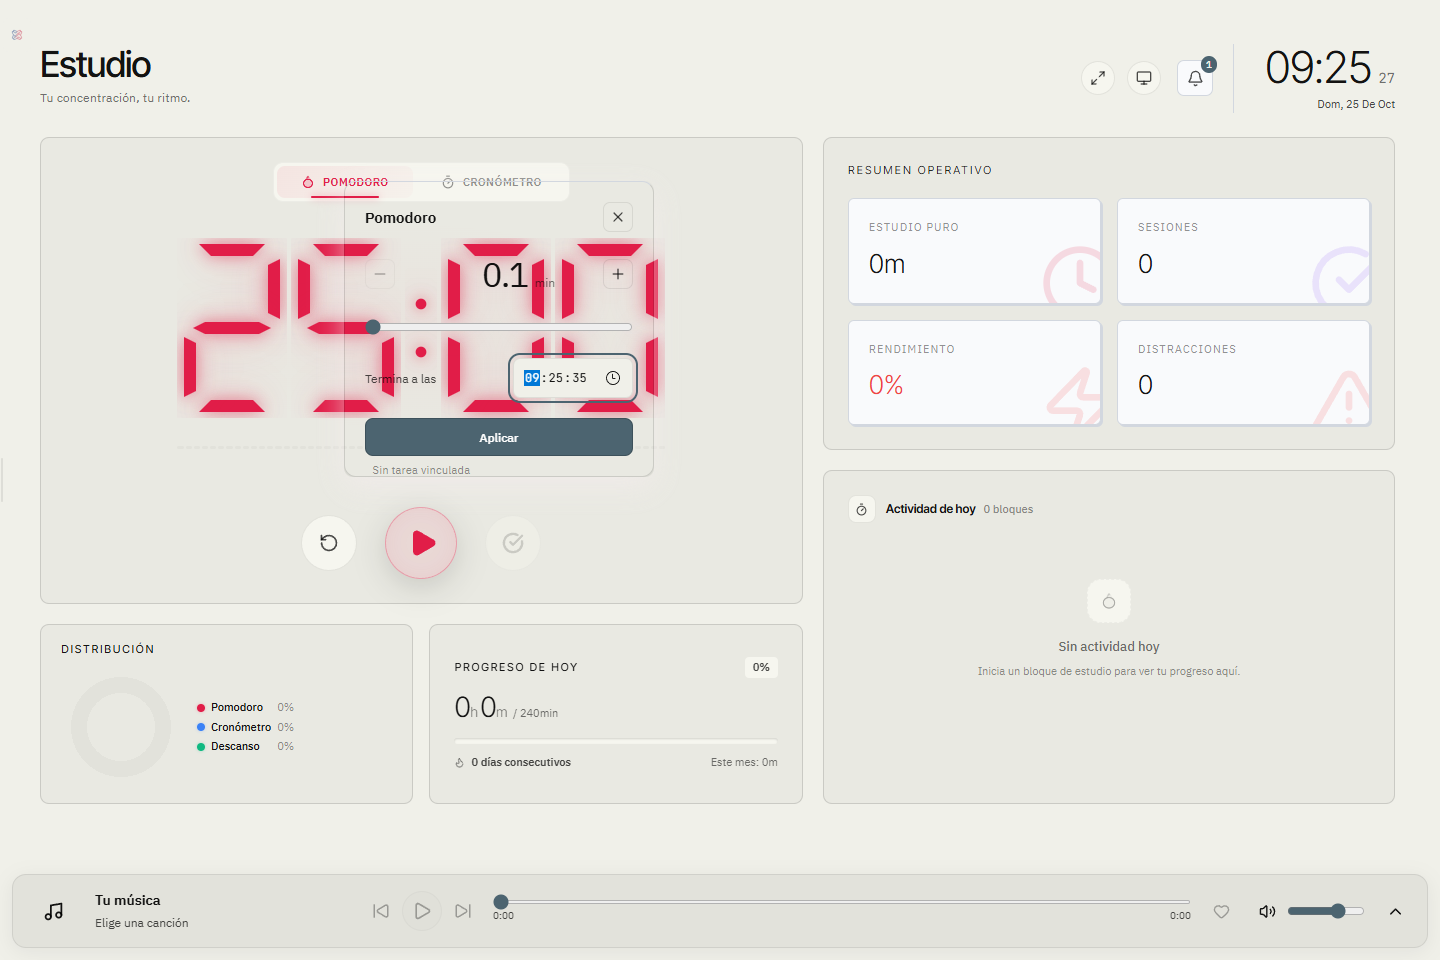 Estudio
Tu concentración, tu ritmo.
1
09:25 27
Dom, 25 De Oct
POMODORO
CRONÓMETRO
25:00
Pomodoro
0.1 min
Termina a las
09:25:35
Aplicar
Sin tarea vinculada
RESUMEN OPERATIVO
ESTUDIO PURO
0m
SESIONES
0
RENDIMIENTO
0%
DISTRACCIONES
0
Actividad de hoy 0 bloques
Sin actividad hoy
Inicia un bloque de estudio para ver tu progreso aquí.
DISTRIBUCIÓN
Pomodoro 0%
Cronómetro 0%
Descanso 0%
PROGRESO DE HOY
0%
0h 0m / 240min
0 días consecutivos
Este mes: 0m
Tu música
Elige una canción
0:00
0:00